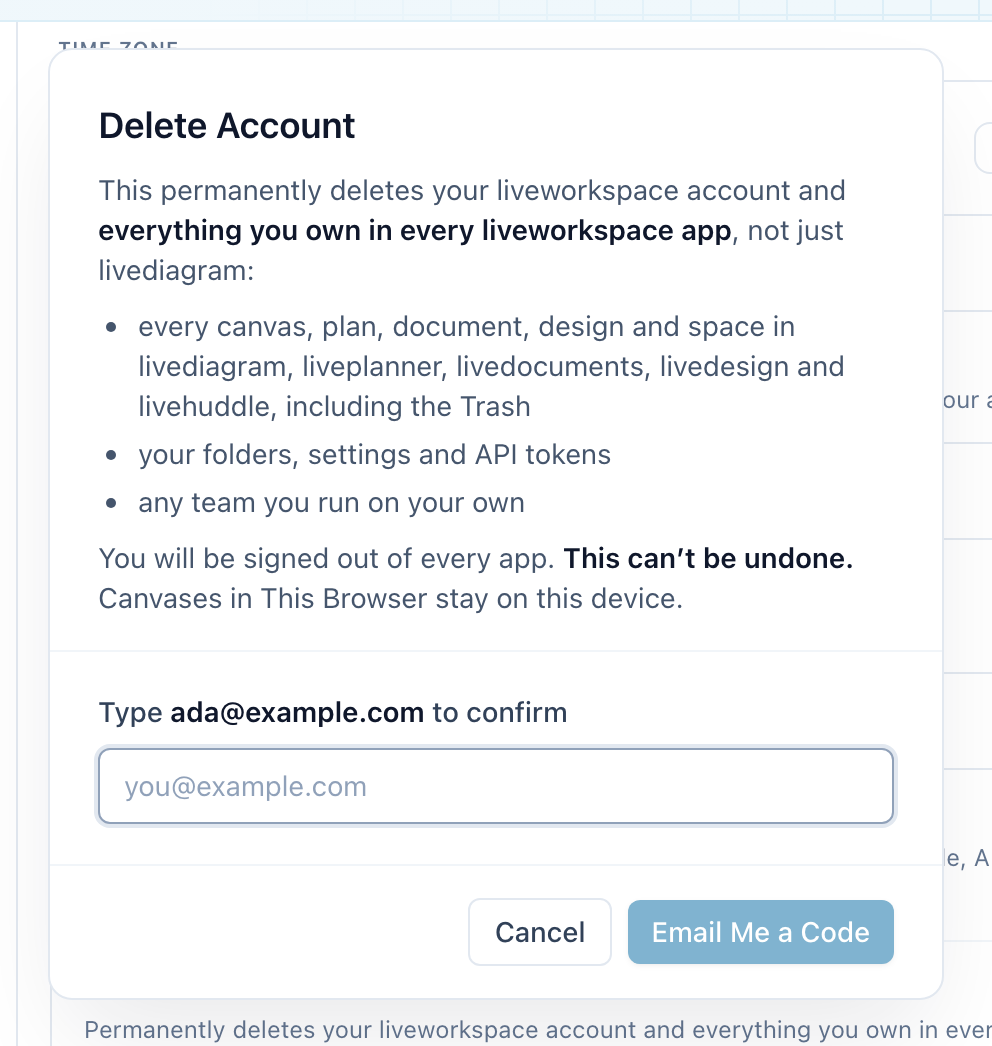 TIME ZONE
Delete Account
This permanently deletes your liveworkspace account and
everything you own in every liveworkspace app, not just
livediagram:
• every canvas, plan, document, design and space in
livediagram, liveplanner, livedocuments, livedesign and
livehuddle, including the Trash
our a
• your folders, settings and API tokens
• any team you run on your own
You will be signed out of every app. This can’t be undone.
Canvases in This Browser stay on this device.
Type ada@example.com to confirm
you@example.com
le, A
Cancel
Email Me a Code
Permanently deletes your liveworkspace account and everything you own in ever